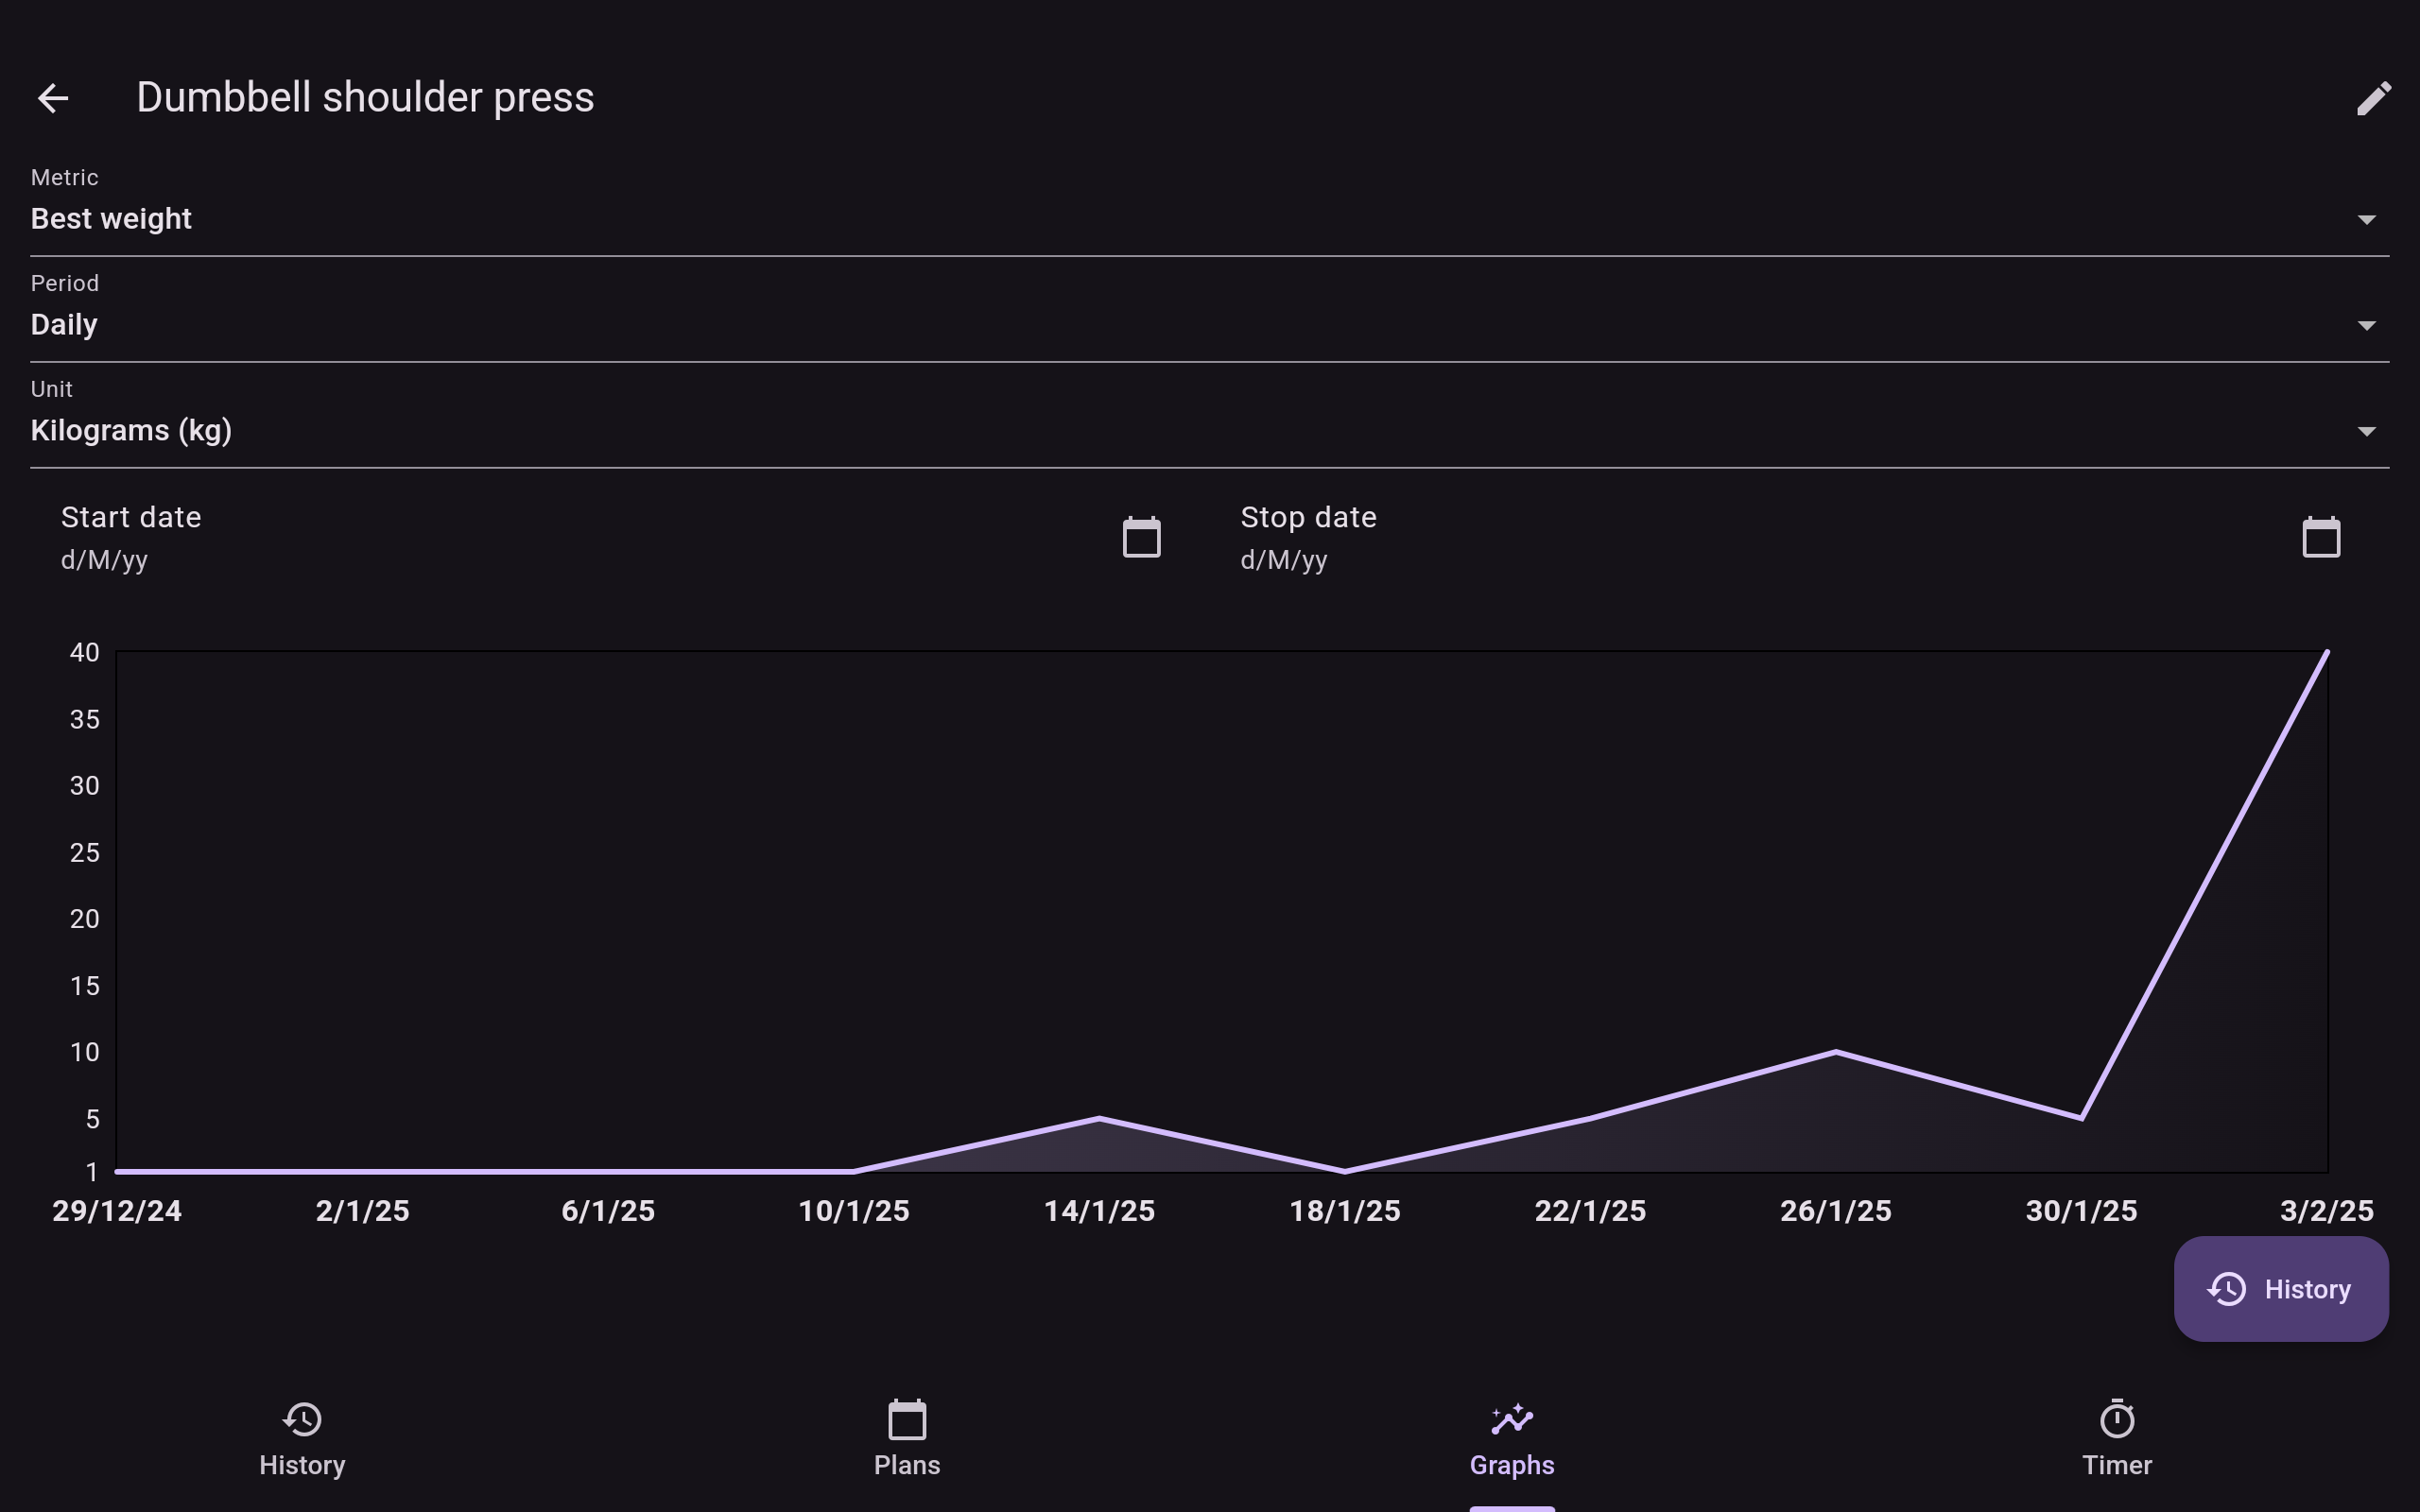 Dumbbell shoulder press
Metric
Best weight
Period
Daily
Unit
Kilograms (kg)
Start date
d/M/yy
Stop date
d/M/yy
40
35
30
25
20
15
10
5
1
29/12/24 2/1/25 6/1/25 10/1/25 14/1/25 18/1/25 22/1/25 26/1/25 30/1/25 3/2/25
History
History Plans Graphs Timer